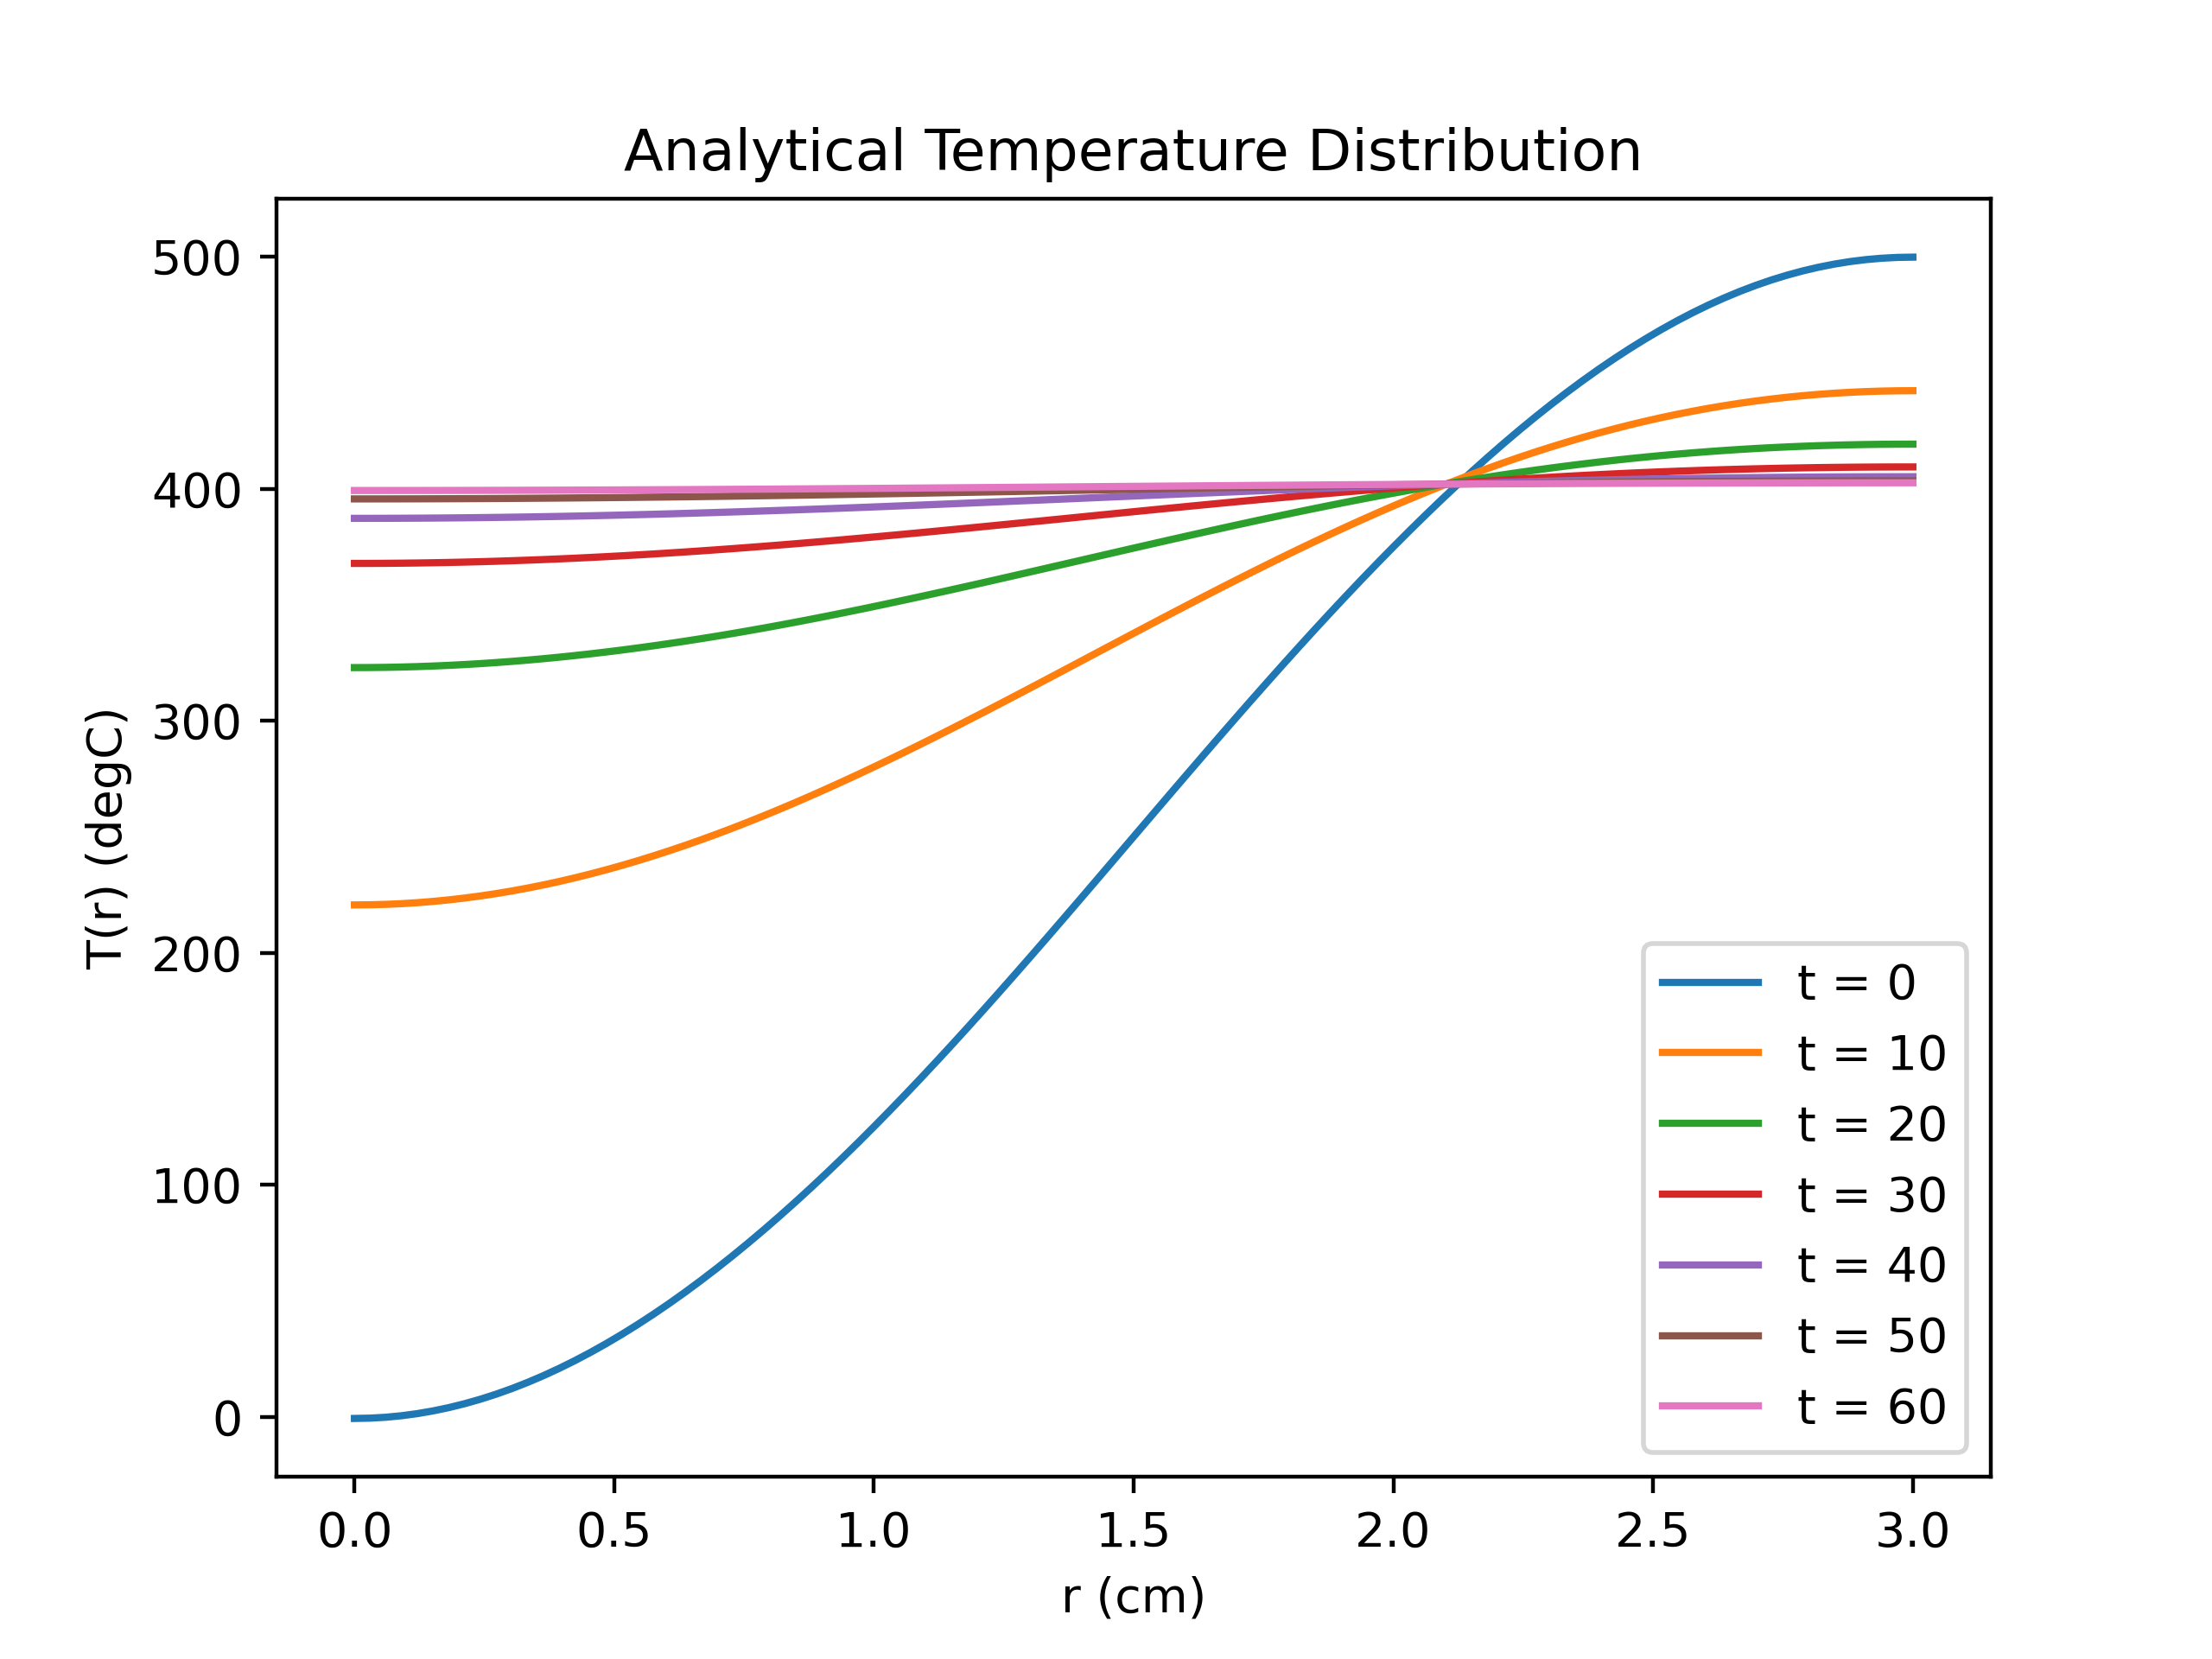 Analytical Temperature Distribution
500
400
300
200
100
0
T(r) (degC)
0.0 0.5 1.0 1.5 2.0 2.5 3.0
r (cm)
t = 0
t = 10
t = 20
t = 30
t = 40
t = 50
t = 60